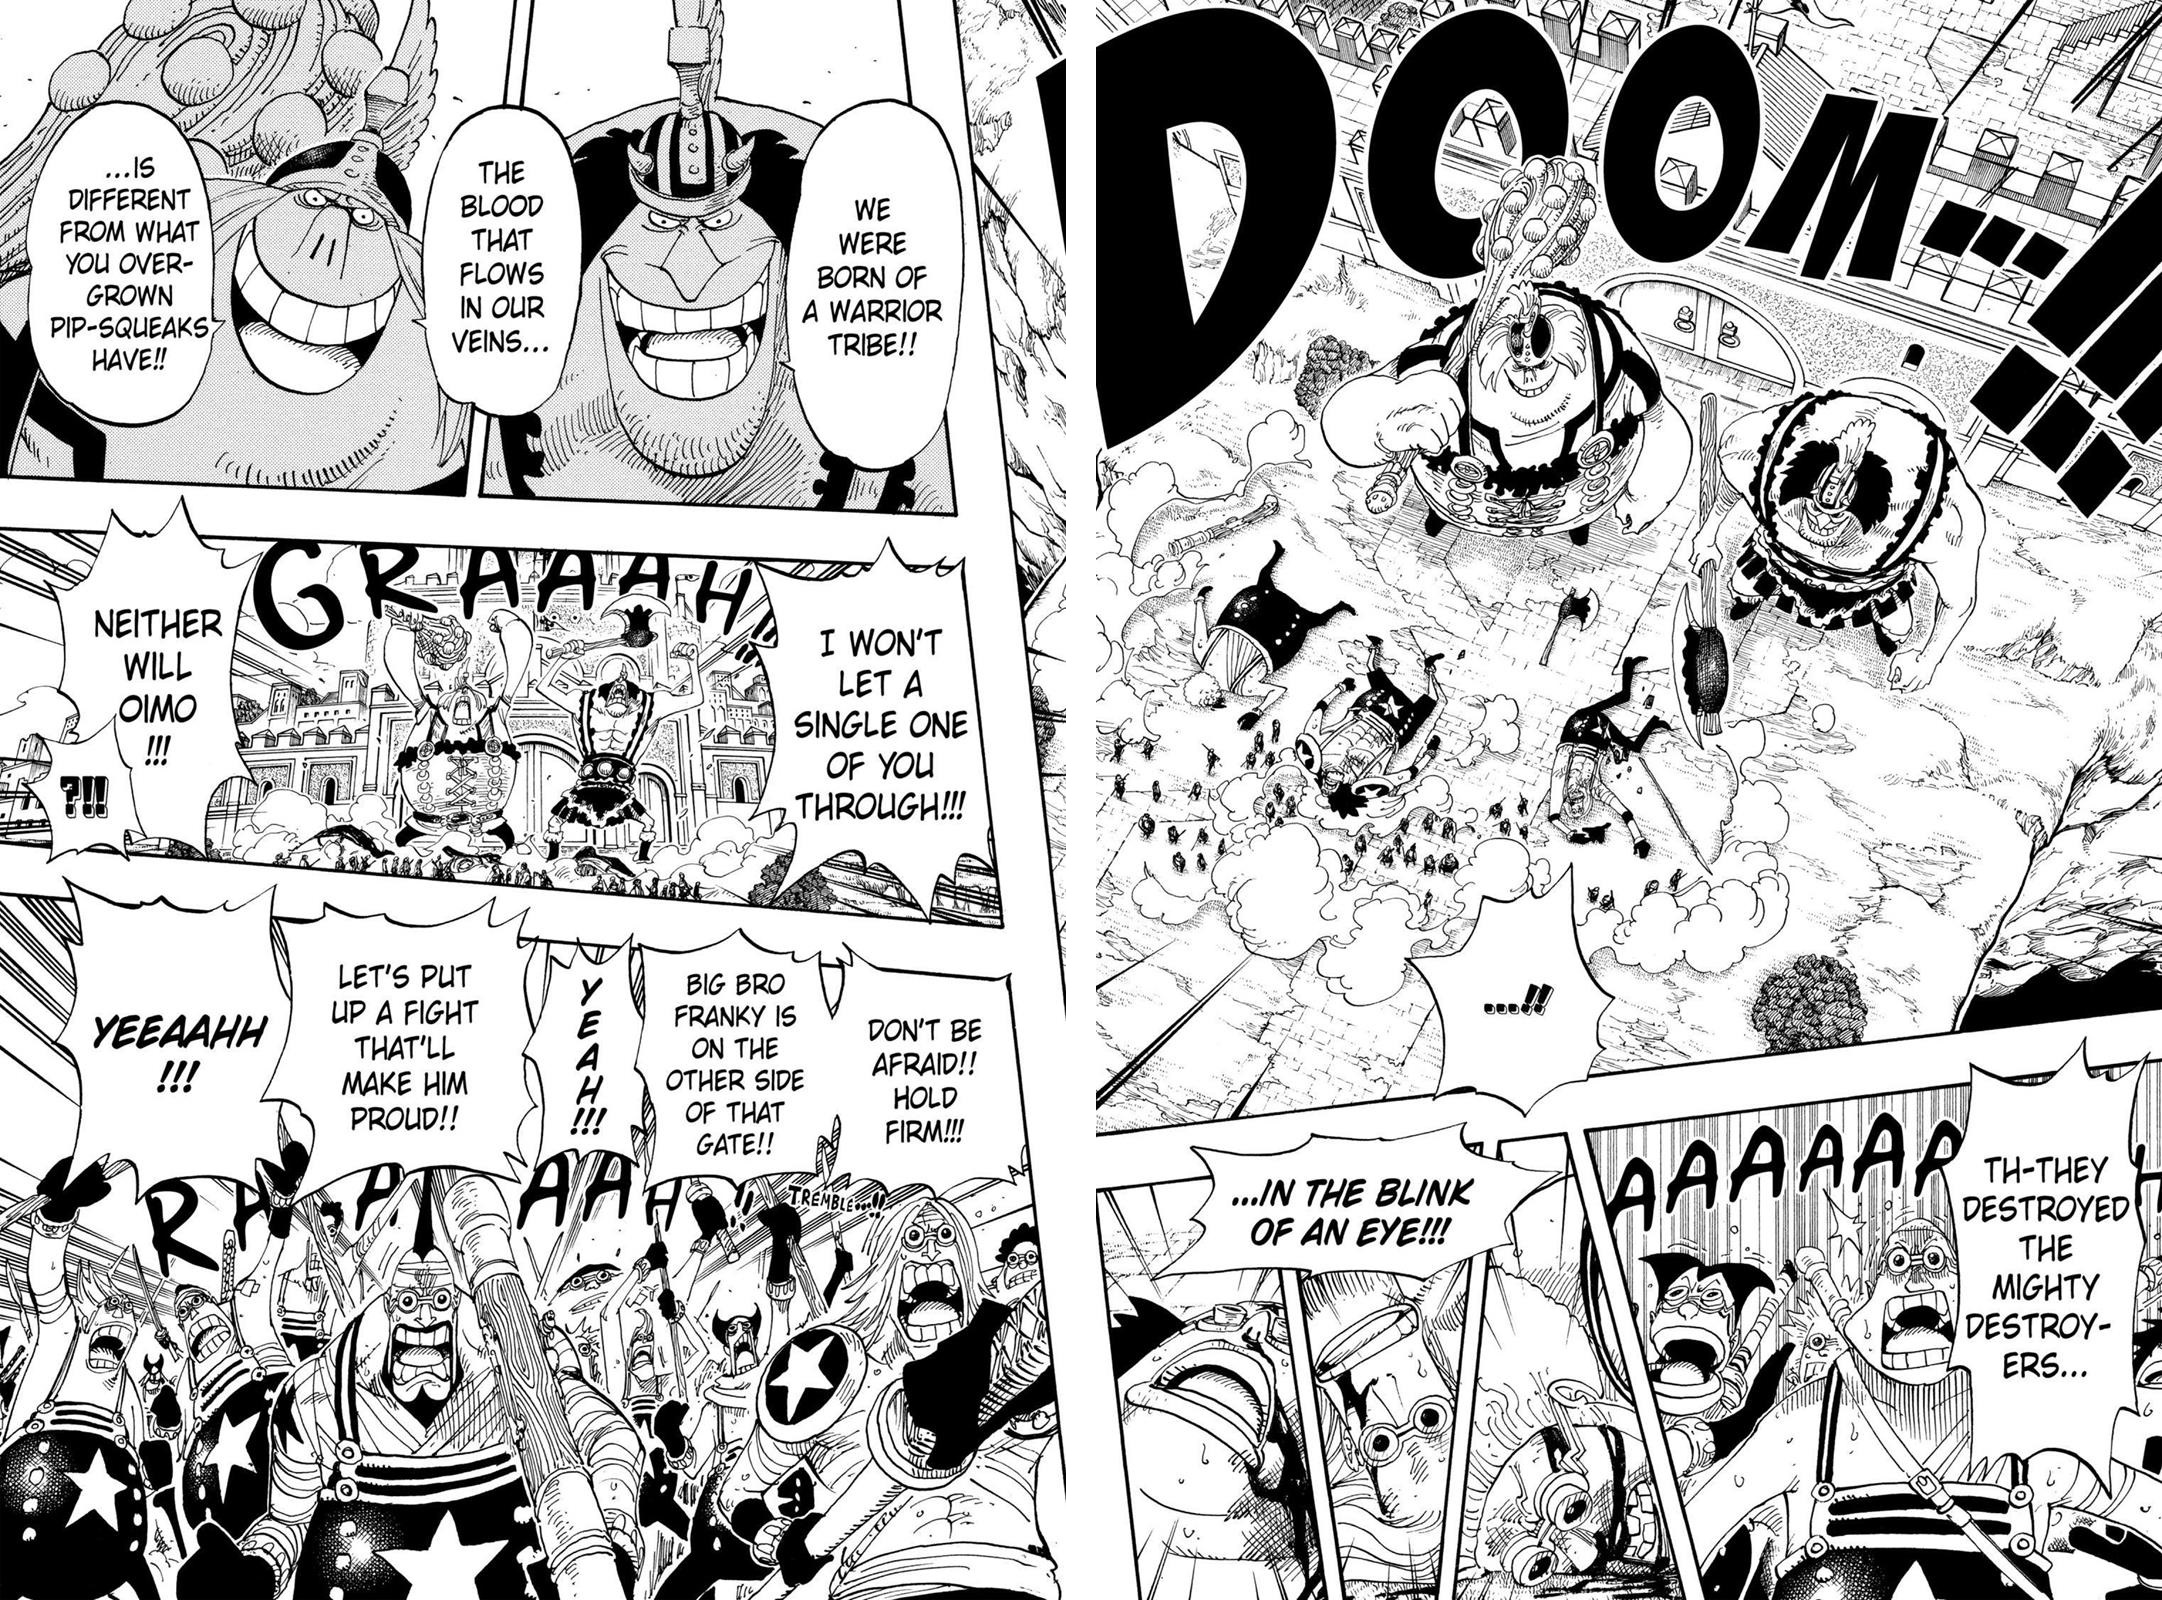 DOOM...!!!
....!!
TH-THEY
DESTROYED
THE
MIGHTY
DESTROY-
ERS...
AAAAAAH
...IN THE BLINK
OF AN EYE!!!
WE
WERE
BORN OF
A WARRIOR
TRIBE!!
THE
BLOOD
THAT
FLOWS
IN OUR
VEINS...
...IS
DIFFERENT
FROM WHAT
YOU OVER-
GROWN
PIP-SQUEAKS
HAVE!!
I WON'T
LET A
SINGLE ONE
OF YOU
THROUGH!!!
GRAAAAH!!
NEITHER
WILL
OIMO
!!!
?!!
DON'T BE
AFRAID!!
HOLD
FIRM!!!
TREMBLE...!!
BIG BRO
FRANKY IS
ON THE
OTHER SIDE
OF THAT
GATE!!
YEAH!!!
LET'S PUT
UP A FIGHT
THAT'LL
MAKE HIM
PROUD!!
YEEAAHH
!!!